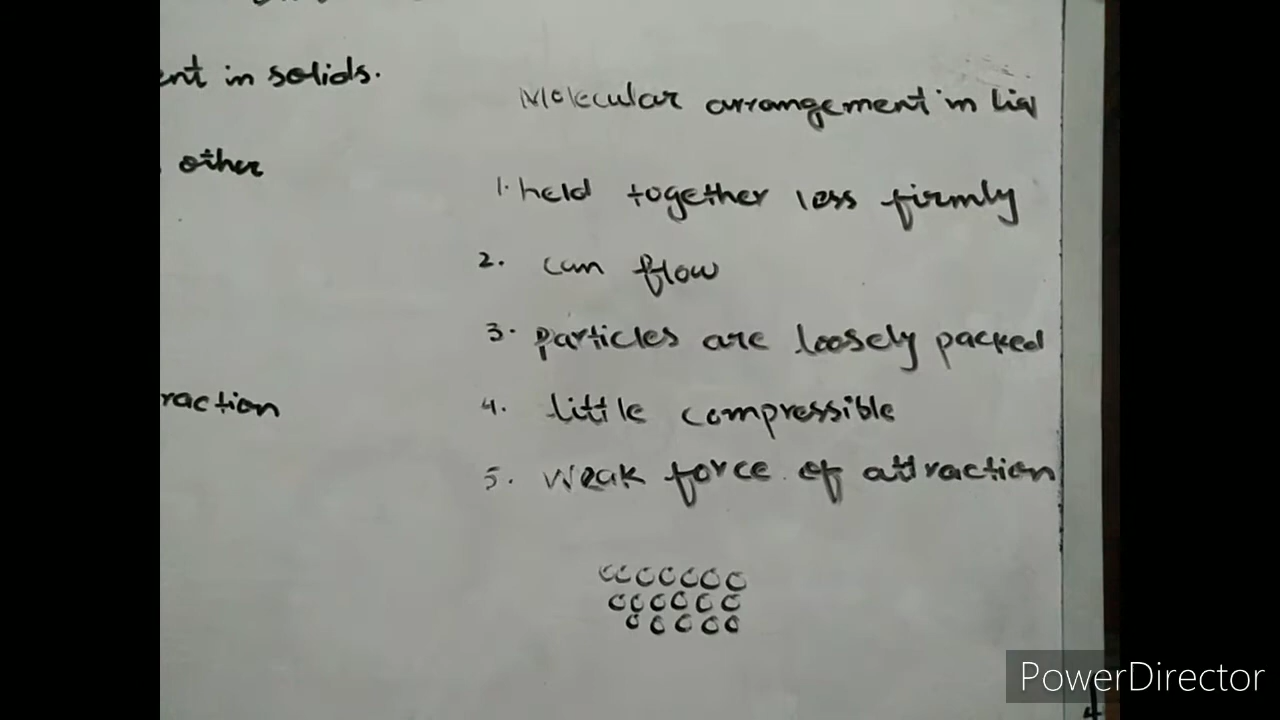 ent in solids.
other
raction
Molecular arrangement in liq
1. held together less firmly
2. can flow
3. particles are loosely packed
4. little compressible
5. Weak force of attraction
PowerDirector
4